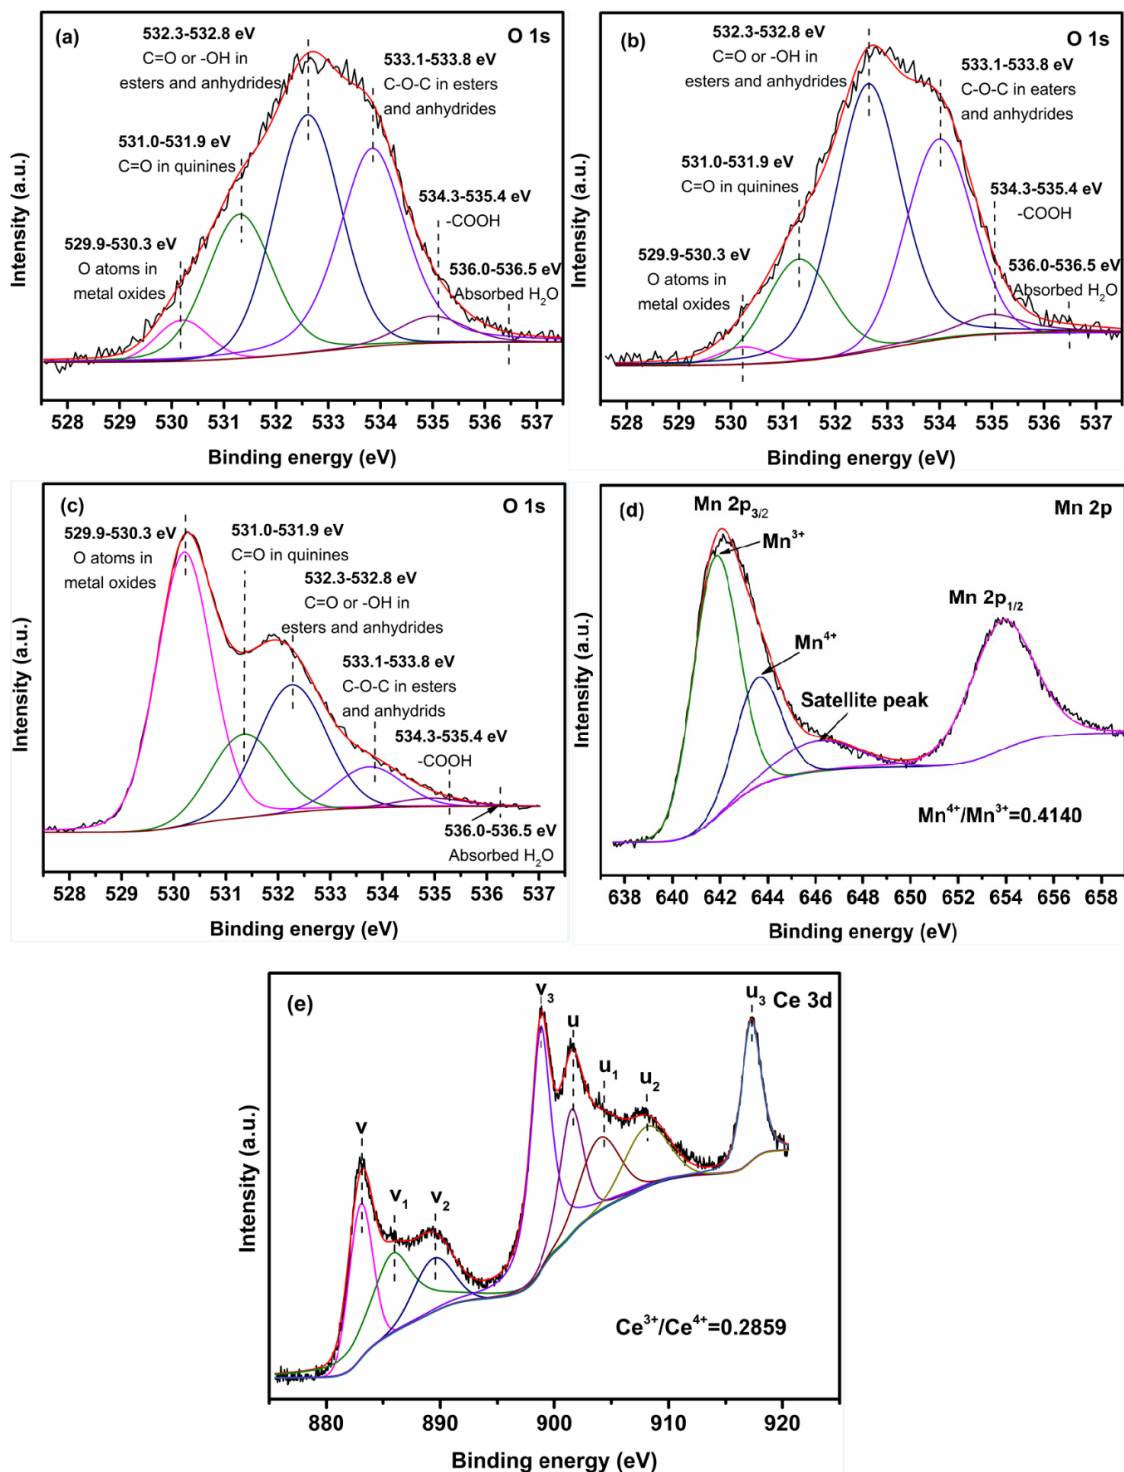 (a)
O 1s
532.3-532.8 eV
C=O or -OH in
esters and anhydrides
533.1-533.8 eV
C-O-C in esters
and anhydrides
531.0-531.9 eV
C=O in quinines
534.3-535.4 eV
-COOH
529.9-530.3 eV
O atoms in
metal oxides
536.0-536.5 eV
Absorbed H₂O
Intensity (a.u.)
528 529 530 531 532 533 534 535 536 537
Binding energy (eV)
(b)
O 1s
532.3-532.8 eV
C=O or -OH in
esters and anhydrides
533.1-533.8 eV
C-O-C in eaters
and anhydrides
531.0-531.9 eV
C=O in quinines
534.3-535.4 eV
-COOH
529.9-530.3 eV
O atoms in
metal oxides
536.0-536.5 eV
Absorbed H₂O
Intensity (a.u.)
528 529 530 531 532 533 534 535 536 537
Binding energy (eV)
(c)
O 1s
529.9-530.3 eV
O atoms in
metal oxides
531.0-531.9 eV
C=O in quinines
532.3-532.8 eV
C=O or -OH in
esters and anhydrides
533.1-533.8 eV
C-O-C in esters
and anhydrids
534.3-535.4 eV
-COOH
536.0-536.5 eV
Absorbed H₂O
Intensity (a.u.)
528 529 530 531 532 533 534 535 536 537
Binding energy (eV)
(d)
Mn 2p
Mn 2p₃/₂
Mn³⁺
Mn⁴⁺
Satellite peak
Mn 2p₁/₂
Mn⁴⁺/Mn³⁺=0.4140
Intensity (a.u.)
638 640 642 644 646 648 650 652 654 656 658
Binding energy (eV)
(e)
Ce 3d
v
v₁
v₂
v₃
u
u₁
u₂
u₃
Ce³⁺/Ce⁴⁺=0.2859
Intensity (a.u.)
880 890 900 910 920
Binding energy (eV)